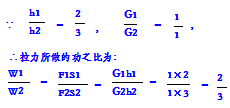 ∵ h1/h2 = 2/3 , G1/G2 = 1/1 ,
∴拉力所做的功之比为:
W1/W2 = F1S1/F2S2 = G1h1/G2h2 = 1×2/1×3 = 2/3